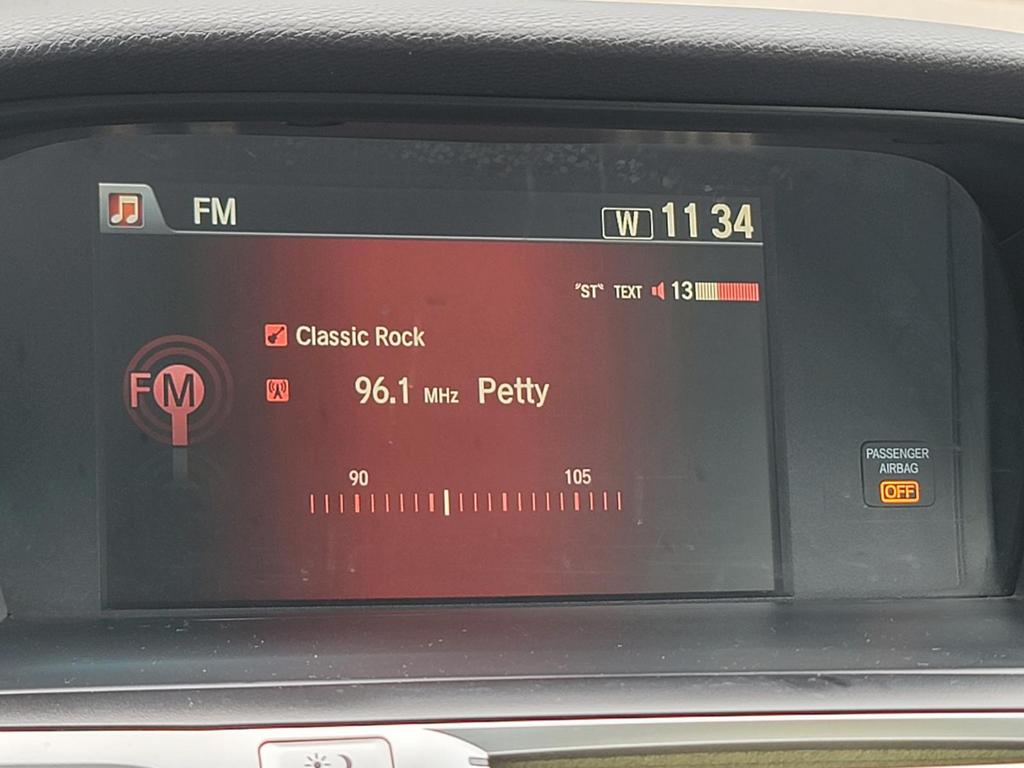 FM
W 11 34
"ST" TEXT 13
Classic Rock
FM
96.1 MHz Petty
90 105
PASSENGER
AIRBAG
OFF